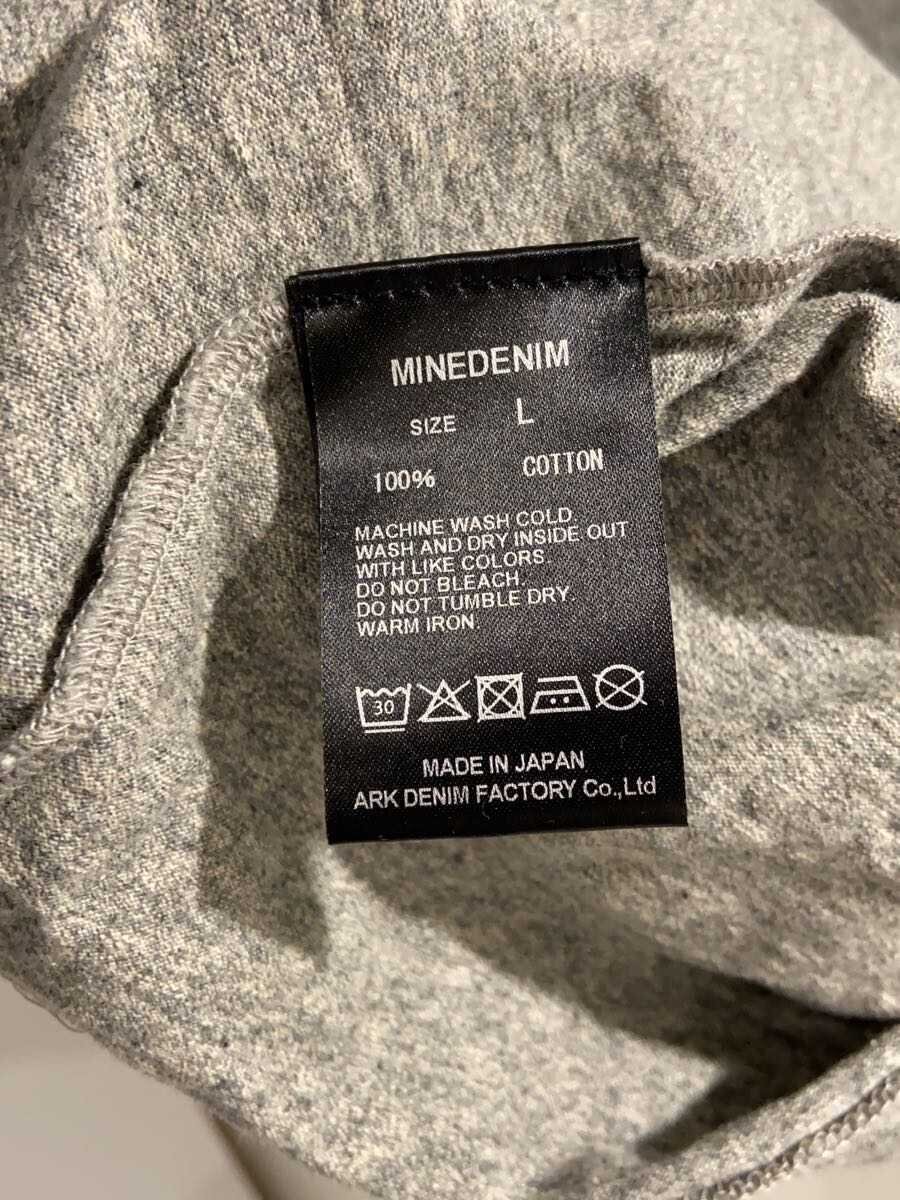 MINEDENIM
SIZE L
100% COTTON
MACHINE WASH COLD
WASH AND DRY INSIDE OUT
WITH LIKE COLORS.
DO NOT BLEACH.
DO NOT TUMBLE DRY.
WARM IRON.
30
MADE IN JAPAN
ARK DENIM FACTORY Co.,Ltd